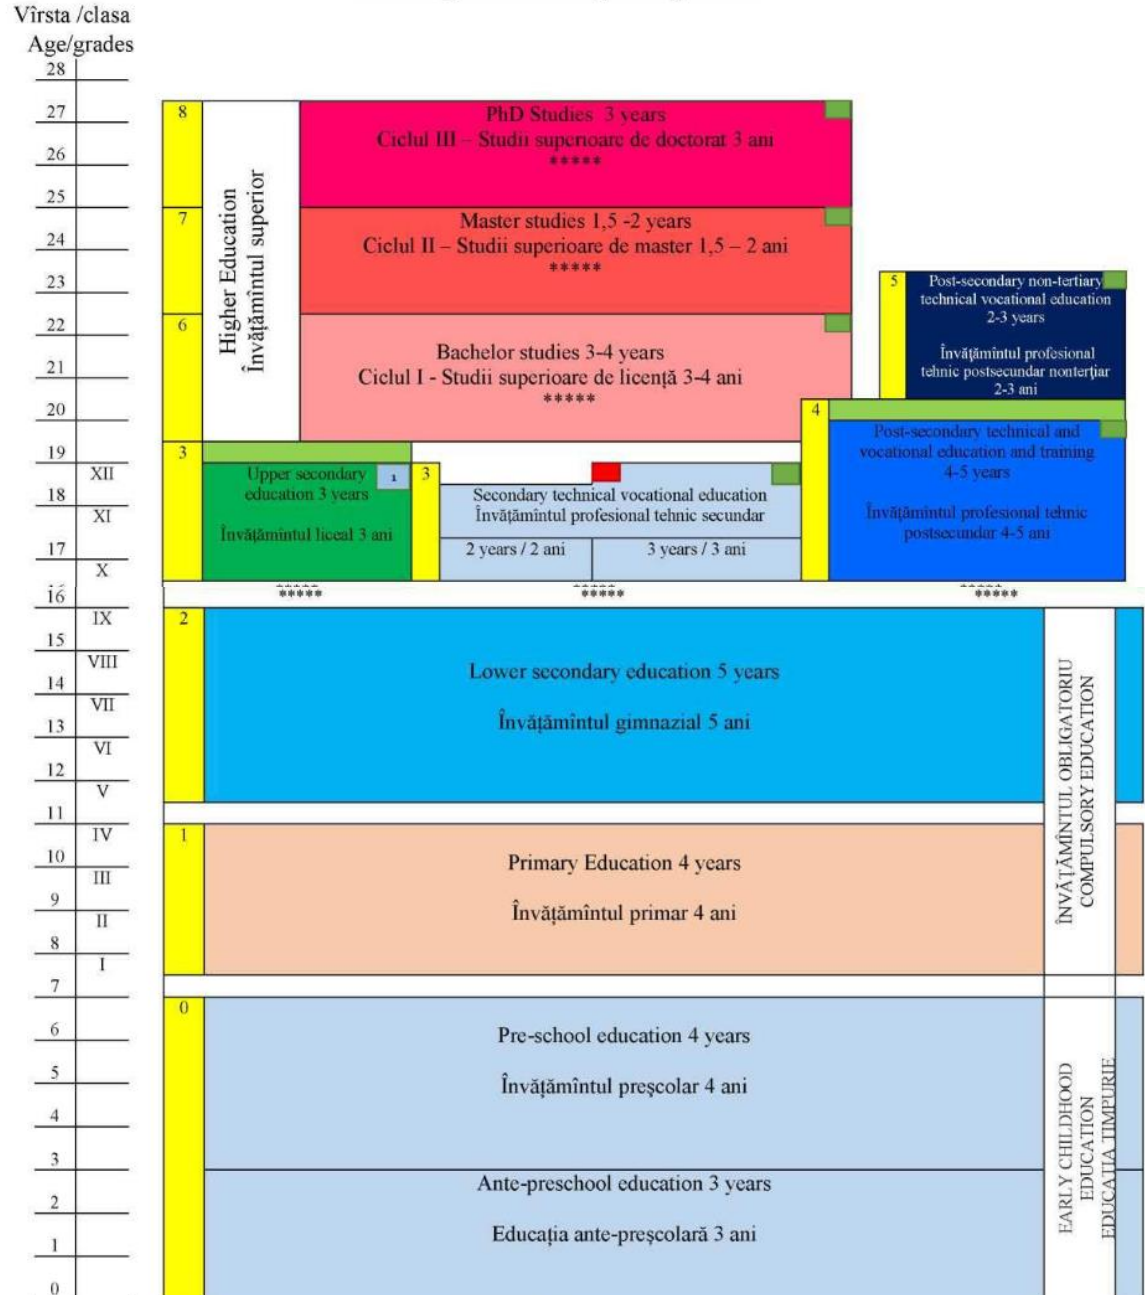 Vîrsta /clasa
Age/grades
28
27
26
25
24
23
22
21
20
19
XII
18
XI
17
X
16
IX
15
VIII
14
VII
13
VI
12
V
11
IV
10
III
9
II
8
I
7
6
5
4
3
2
1
0
8
Higher Education
Învățămîntul superior
PhD Studies 3 years
Ciclul III – Studii superioare de doctorat 3 ani
*****
7
Master studies 1,5 -2 years
Ciclul II – Studii superioare de master 1,5 – 2 ani
*****
6
Bachelor studies 3-4 years
Ciclul I - Studii superioare de licență 3-4 ani
*****
5
Post-secondary non-tertiary
technical vocational education
2-3 years
Învățămîntul profesional
tehnic postsecundar nonterțiar
2-3 ani
3
Upper secondary
education 3 years
1
Învățămîntul liceal 3 ani
3
Secondary technical vocational education
Învățămîntul profesional tehnic secundar
2 years / 2 ani
3 years / 3 ani
4
Post-secondary technical and
vocational education and training
4-5 years
Învățămîntul profesional tehnic
postsecundar 4-5 ani
***** ***** *****
2
Lower secondary education 5 years
Învățămîntul gimnazial 5 ani
1
Primary Education 4 years
Învățămîntul primar 4 ani
ÎNVĂȚĂMÎNTUL OBLIGATORIU
COMPULSORY EDUCATION
0
Pre-school education 4 years
Învățămîntul preșcolar 4 ani
Ante-preschool education 3 years
Educația ante-preșcolară 3 ani
EARLY CHILDHOOD
EDUCATION
EDUCAȚIA TIMPURIE